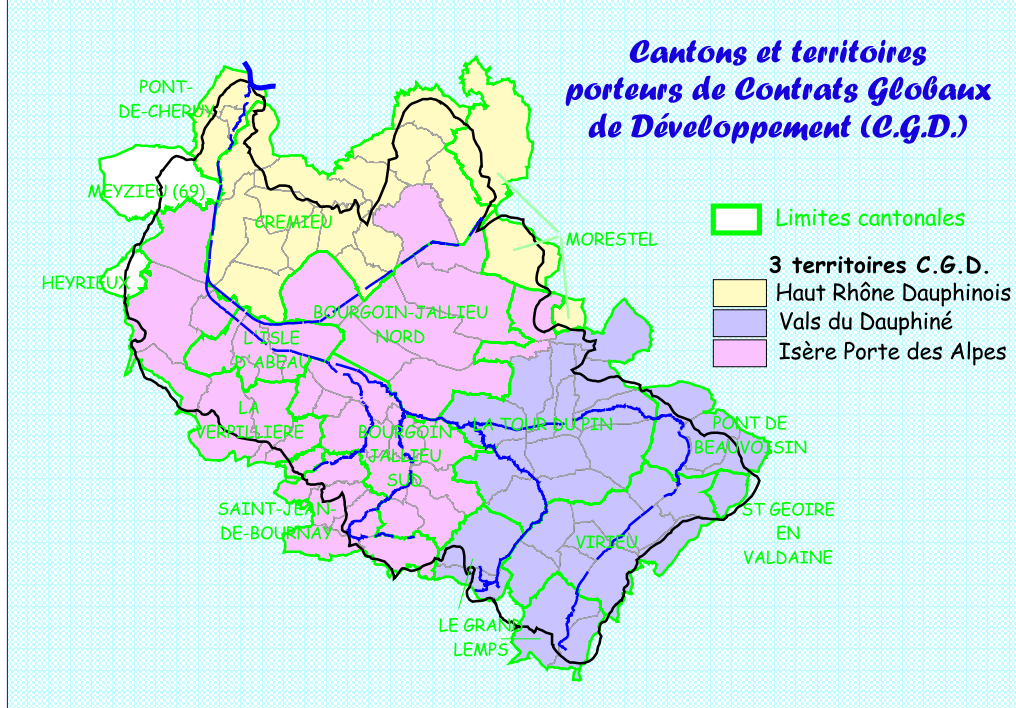 Cantons et territoires
porteurs de Contrats Globaux
de Développement (C.G.D.)
PONT-
DE-CHERUY
MEYZIEU (69)
CREMIEU
MORESTEL
Limites cantonales
3 territoires C.G.D.
HEYRIEUX
Haut Rhône Dauphinois
BOURGOIN-JALLIEU
NORD
Vals du Dauphiné
L'ISLE
D'ABEAU
Isère Porte des Alpes
LA
VERPILLIERE
BOURGOIN
JALLIEU
SUD
LA TOUR DU PIN
PONT DE
BEAUVOISIN
SAINT-JEAN-
DE-BOURNAY
VIRIEU
ST GEOIRE
EN
VALDAINE
LE GRAND
LEMPS